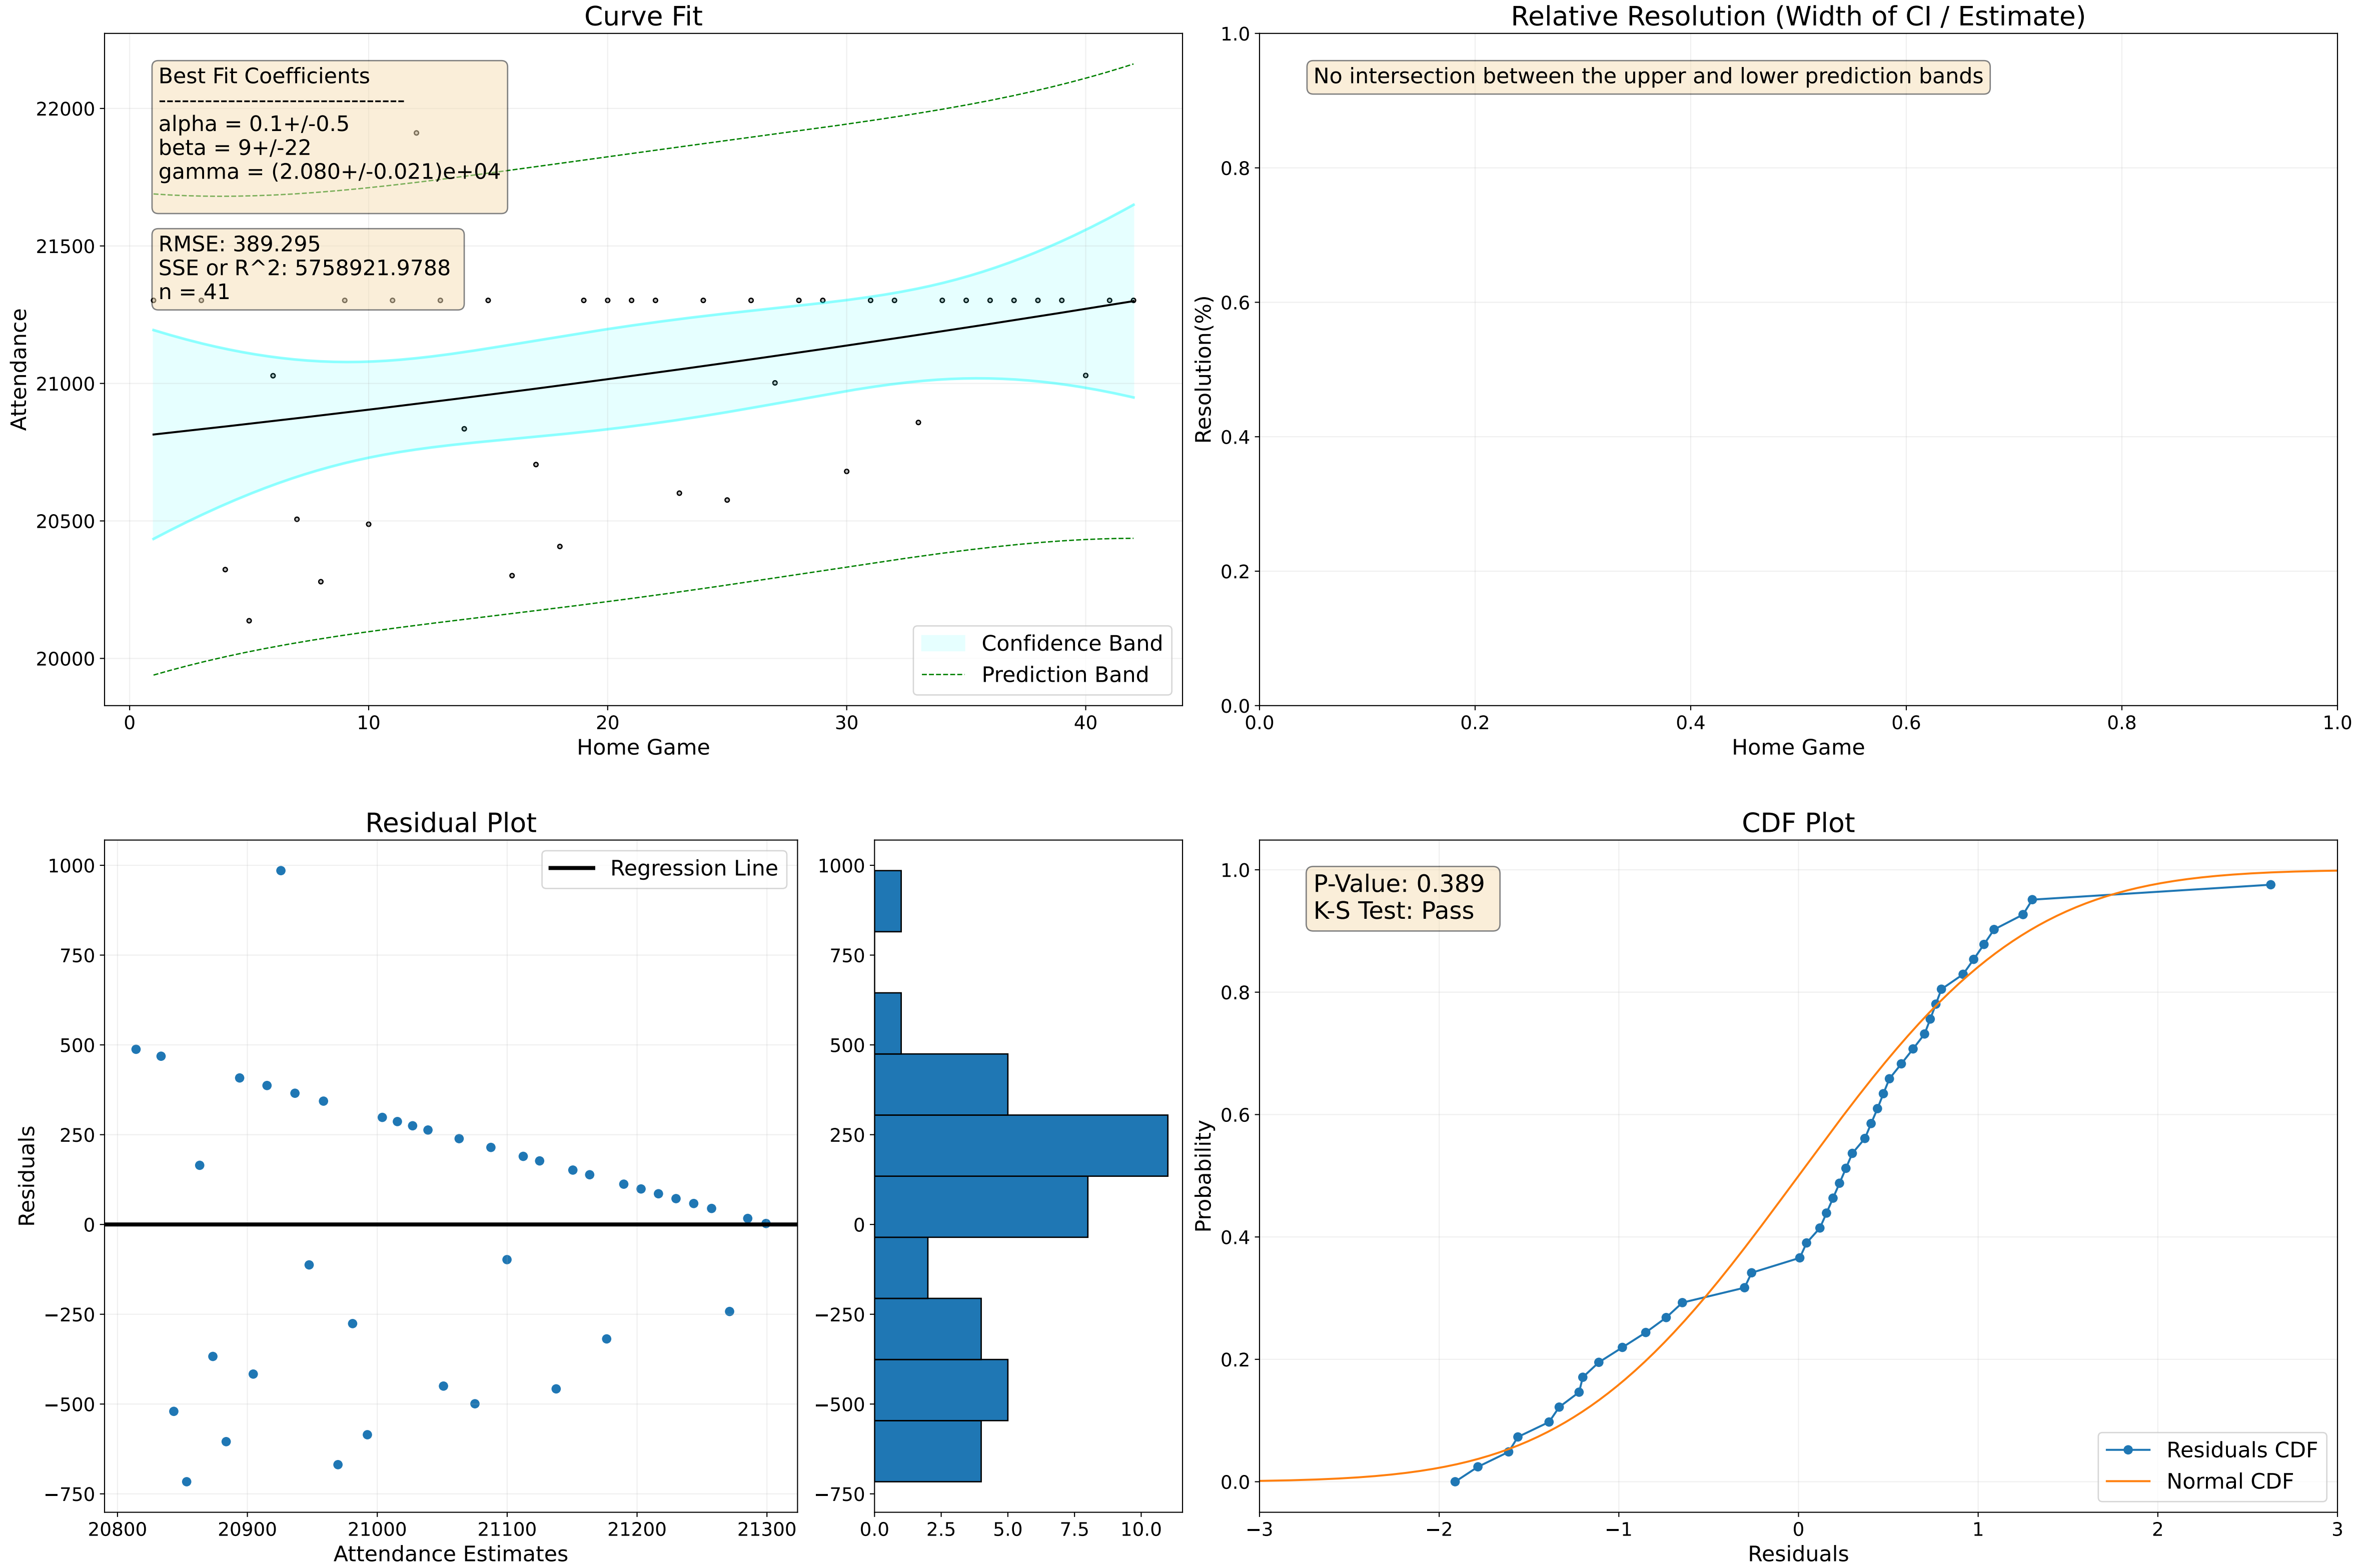 Curve Fit
Best Fit Coefficients
---------------------------
alpha = 0.1+/-0.5
beta = 9+/-22
gamma = (2.080+/-0.021)e+04
RMSE: 389.295
SSE or R^2: 5758921.9788
n = 41
22000
21500
21000
20500
20000
Attendance
0 10 20 30 40
Home Game
Confidence Band
Prediction Band
Relative Resolution (Width of CI / Estimate)
No intersection between the upper and lower prediction bands
1.0
0.8
0.6
0.4
0.2
0.0
Resolution(%)
0.0 0.2 0.4 0.6 0.8 1.0
Home Game
Residual Plot
Regression Line
1000
750
500
250
0
−250
−500
−750
Residuals
20800 20900 21000 21100 21200 21300
Attendance Estimates
1000
750
500
250
0
−250
−500
−750
0.0 2.5 5.0 7.5 10.0
CDF Plot
P-Value: 0.389
K-S Test: Pass
1.0
0.8
0.6
0.4
0.2
0.0
Probability
Residuals CDF
Normal CDF
−3 −2 −1 0 1 2 3
Residuals